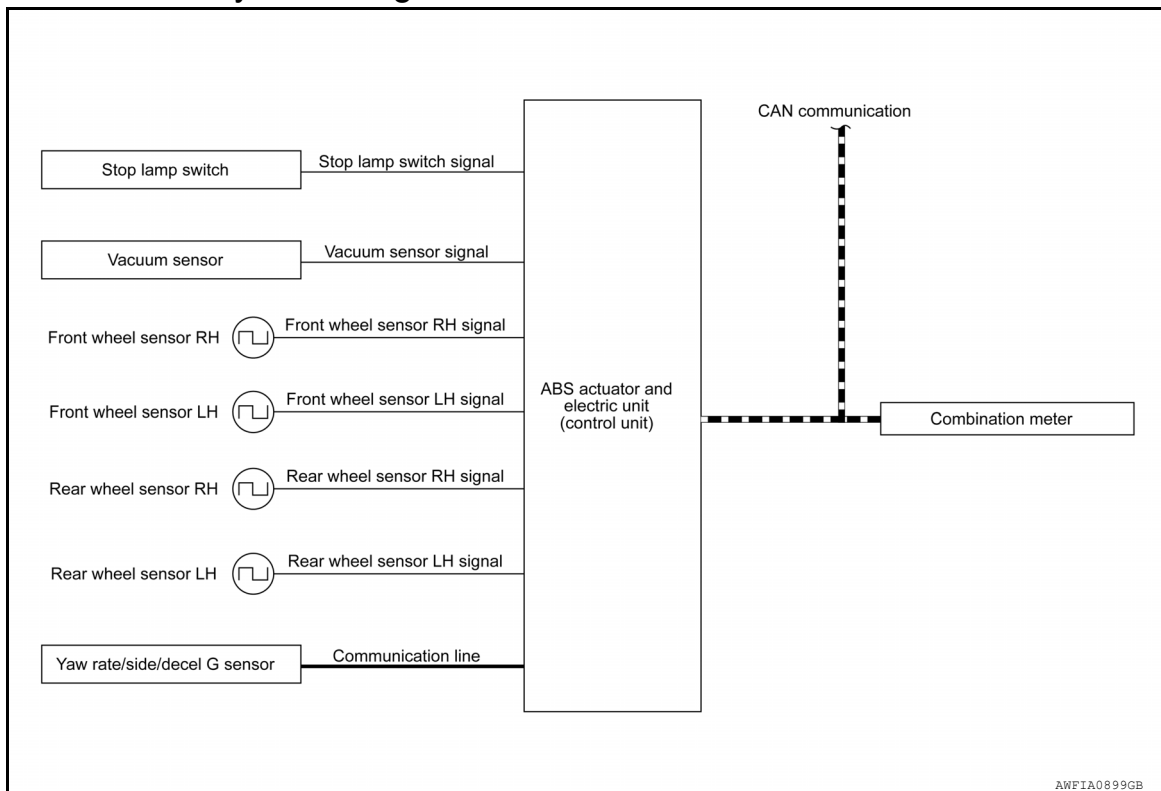 CAN communication
Stop lamp switch
Stop lamp switch signal
Vacuum sensor
Vacuum sensor signal
Front wheel sensor RH
Front wheel sensor RH signal
Front wheel sensor LH
Front wheel sensor LH signal
ABS actuator and
electric unit
(control unit)
Combination meter
Rear wheel sensor RH
Rear wheel sensor RH signal
Rear wheel sensor LH
Rear wheel sensor LH signal
Yaw rate/side/decel G sensor
Communication line
AWFIA0899GB